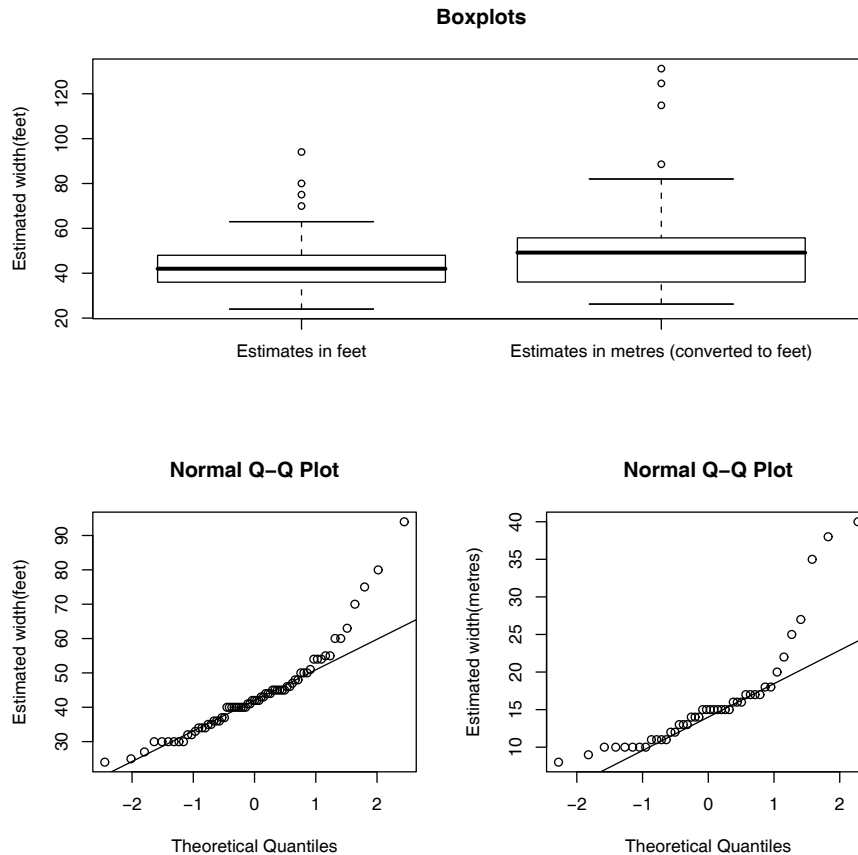 Boxplots
Estimated width(feet)
120
100
80
60
40
20
Estimates in feet
Estimates in metres (converted to feet)
Normal Q−Q Plot
Estimated width(feet)
90
80
70
60
50
40
30
−2 −1 0 1 2
Theoretical Quantiles
Normal Q−Q Plot
Estimated width(metres)
40
35
30
25
20
15
10
−2 −1 0 1 2
Theoretical Quantiles